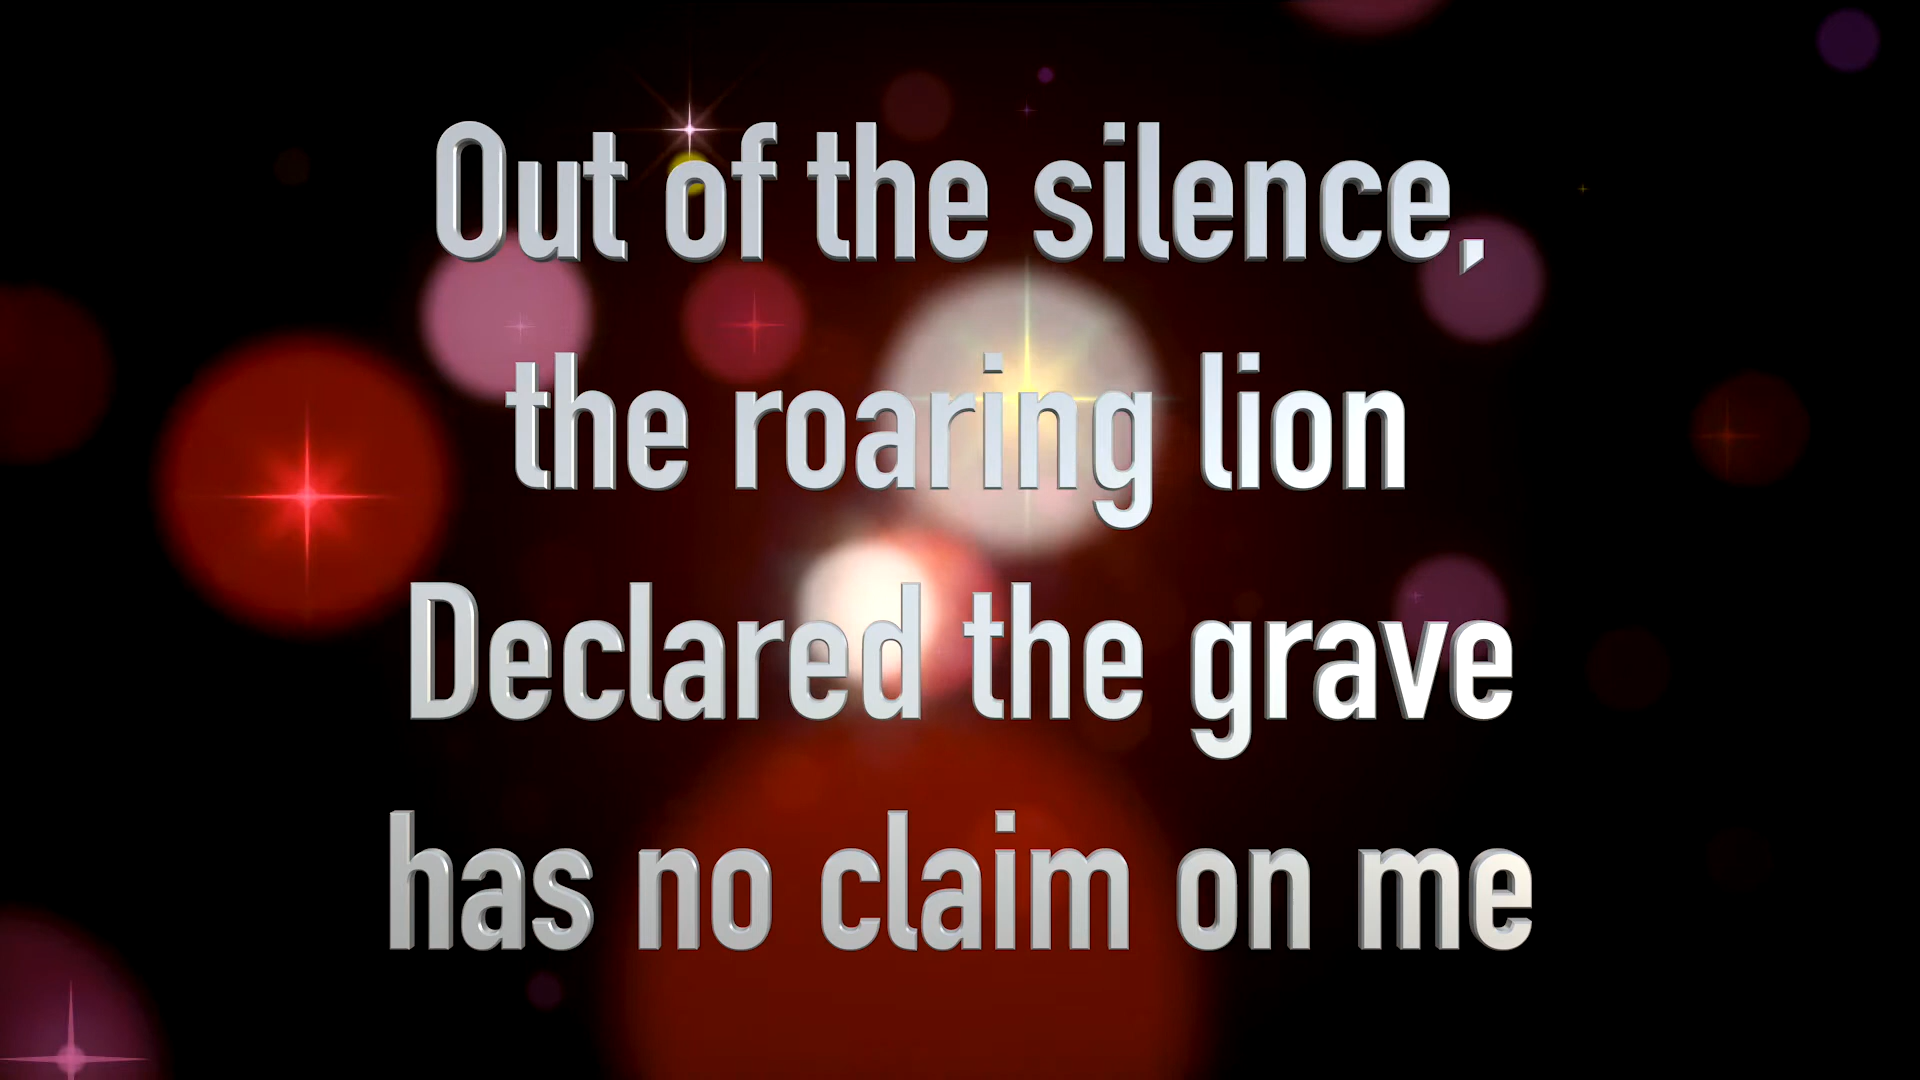 Out of the silence,
the roaring lion
Declared the grave
has no claim on me